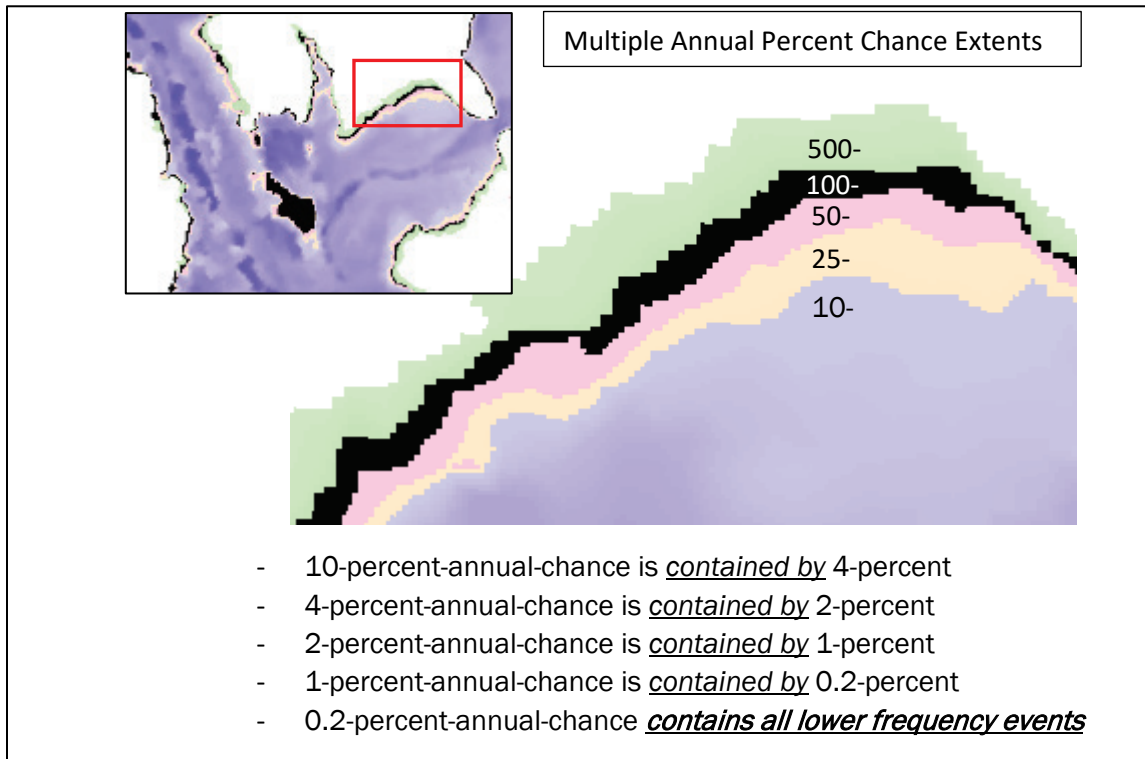 Multiple Annual Percent Chance Extents
500-
100-
50-
25-
10-
- 10-percent-annual-chance is contained by 4-percent
- 4-percent-annual-chance is contained by 2-percent
- 2-percent-annual-chance is contained by 1-percent
- 1-percent-annual-chance is contained by 0.2-percent
- 0.2-percent-annual-chance contains all lower frequency events